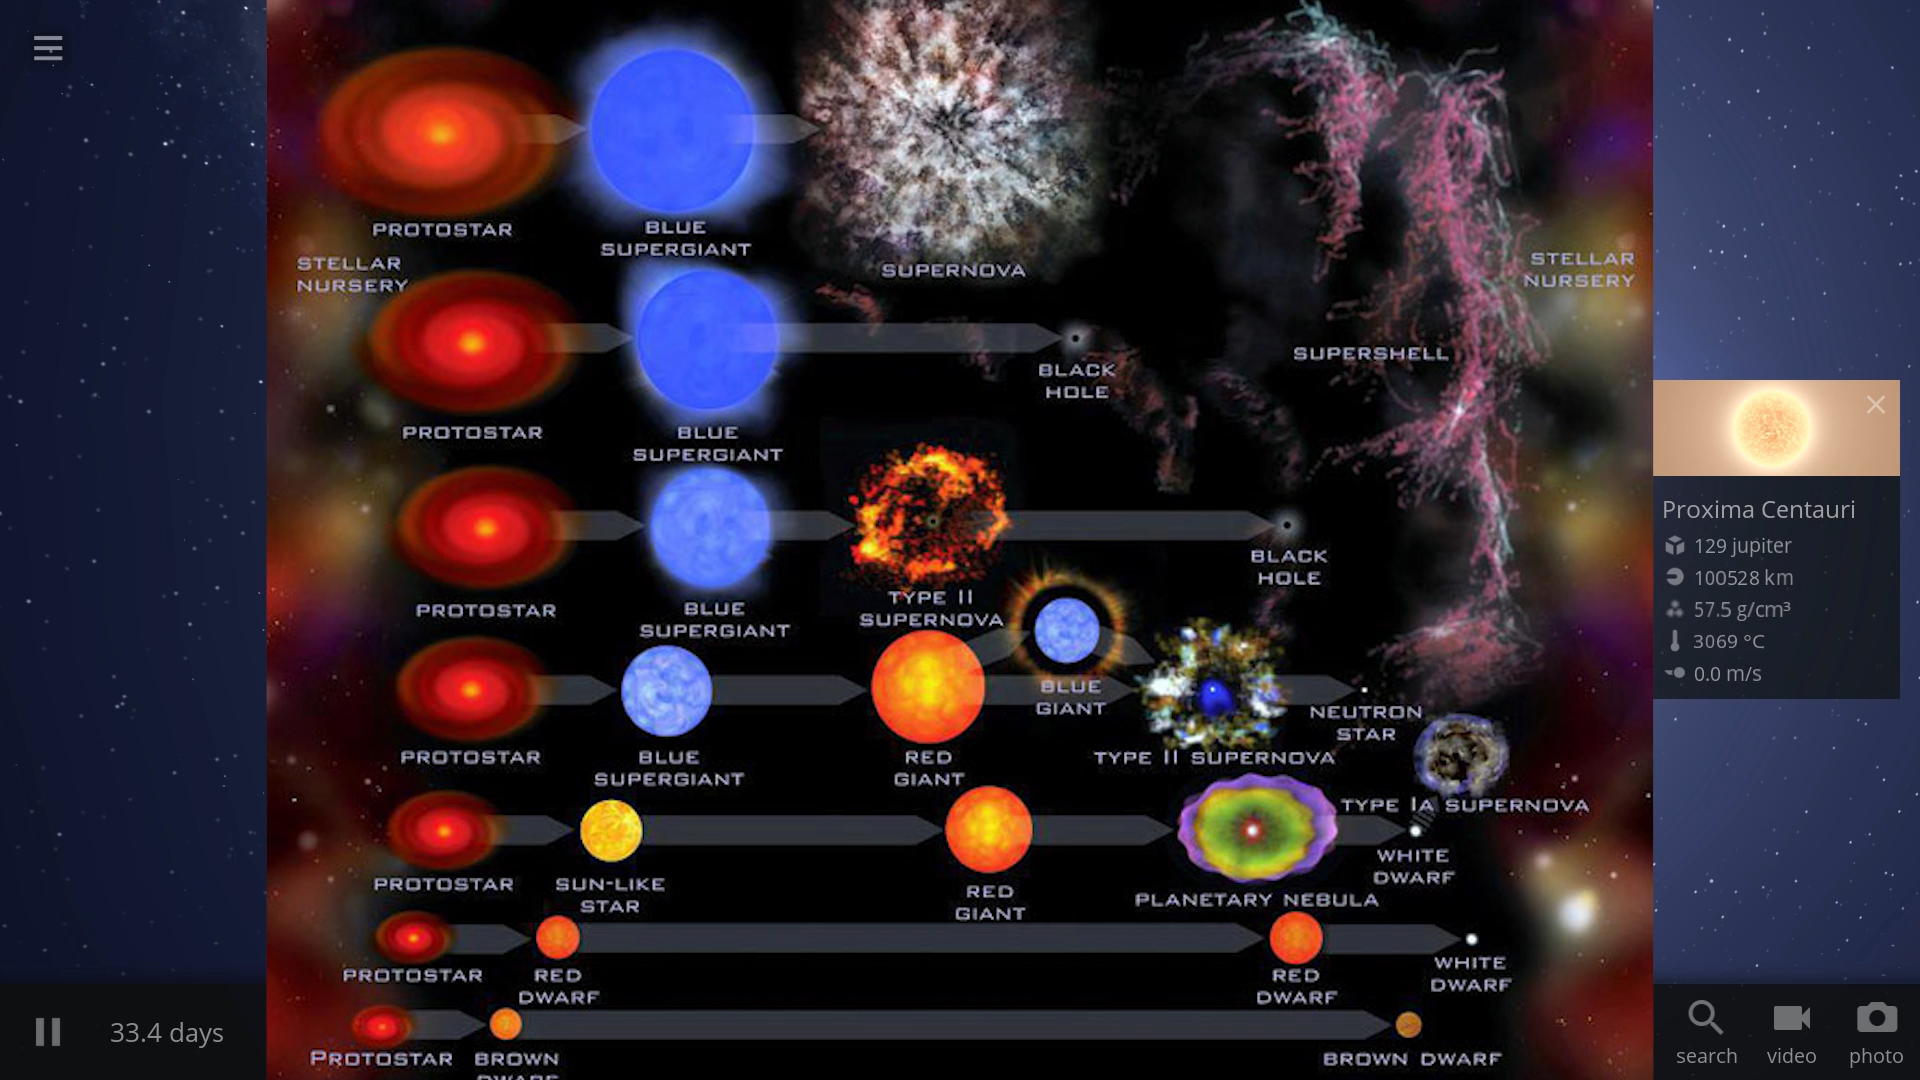 PROTOSTAR
BLUE
SUPERGIANT
SUPERNOVA
STELLAR
NURSERY
STELLAR
NURSERY
SUPERSHELL
BLACK
HOLE
PROTOSTAR
BLUE
SUPERGIANT
Proxima Centauri
129 jupiter
100528 km
57.5 g/cm³
3069 °C
0.0 m/s
BLACK
HOLE
PROTOSTAR
BLUE
SUPERGIANT
TYPE II
SUPERNOVA
BLUE
GIANT
NEUTRON
STAR
PROTOSTAR
BLUE
SUPERGIANT
RED
GIANT
TYPE II SUPERNOVA
TYPE IA SUPERNOVA
WHITE
DWARF
PROTOSTAR
SUN-LIKE
STAR
RED
GIANT
PLANETARY NEBULA
PROTOSTAR
RED
DWARF
RED
DWARF
WHITE
DWARF
33.4 days
PROTOSTAR
BROWN
DWARF
BROWN DWARF
search
video
photo